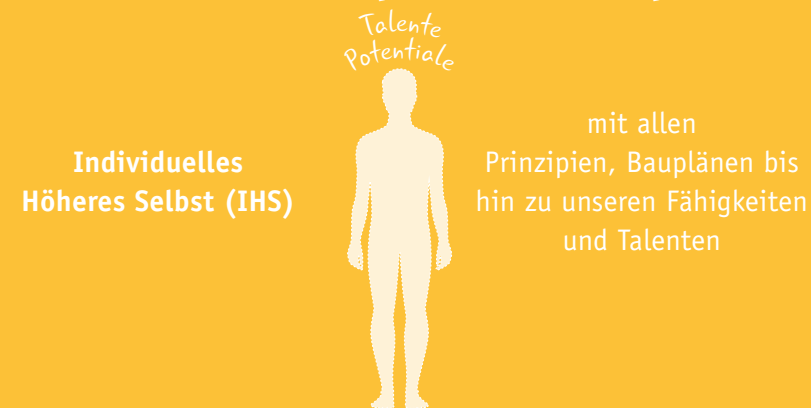 Talente
Potentiale
Individuelles
Höheres Selbst (IHS)
mit allen
Prinzipien, Bauplänen bis
hin zu unseren Fähigkeiten
und Talenten